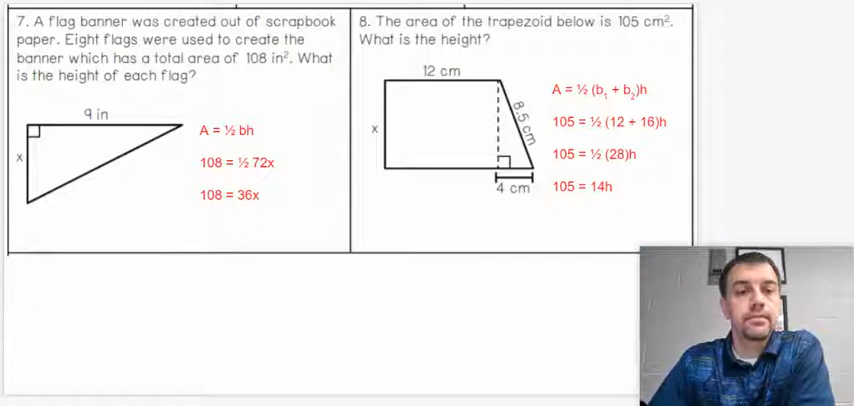 7. A flag banner was created out of scrapbook
paper. Eight flags were used to create the
banner which has a total area of 108 in². What
is the height of each flag?
9 in
x
A = ½ bh
108 = ½ 72x
108 = 36x
8. The area of the trapezoid below is 105 cm².
What is the height?
12 cm
x
8.5 cm
4 cm
A = ½ (b₁ + b₂)h
105 = ½ (12 + 16)h
105 = ½ (28)h
105 = 14h